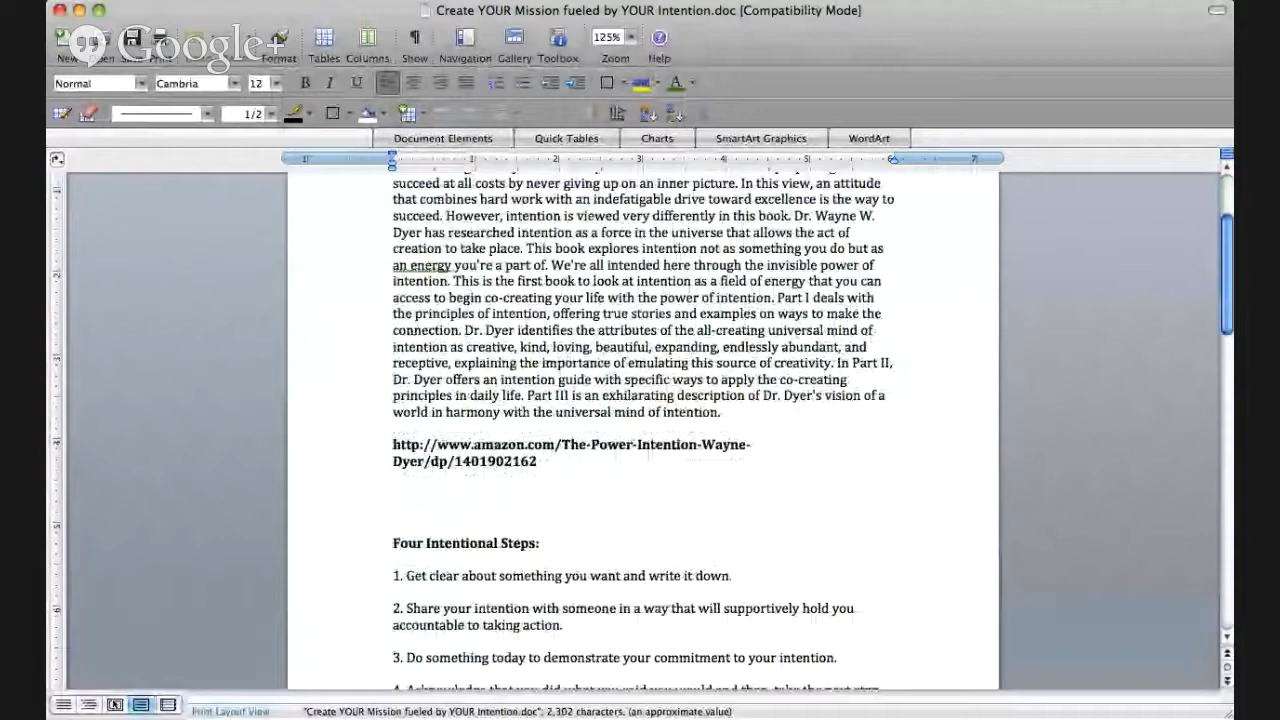 Create YOUR Mission fueled by YOUR Intention.doc [Compatibility Mode]
Google+
New Format Tables Columns Show Navigation Gallery Toolbox Zoom Help
125%
Normal Cambria 12 B I U A
1/2
Document Elements Quick Tables Charts SmartArt Graphics WordArt
1 1 2 3 4 5 6 7
succeed at all costs by never giving up on an inner picture. In this view, an attitude
that combines hard work with an indefatigable drive toward excellence is the way to
succeed. However, intention is viewed very differently in this book. Dr. Wayne W.
Dyer has researched intention as a force in the universe that allows the act of
creation to take place. This book explores intention not as something you do but as
an energy you're a part of. We're all intended here through the invisible power of
intention. This is the first book to look at intention as a field of energy that you can
access to begin co-creating your life with the power of intention. Part I deals with
the principles of intention, offering true stories and examples on ways to make the
connection. Dr. Dyer identifies the attributes of the all-creating universal mind of
intention as creative, kind, loving, beautiful, expanding, endlessly abundant, and
receptive, explaining the importance of emulating this source of creativity. In Part II,
Dr. Dyer offers an intention guide with specific ways to apply the co-creating
principles in daily life. Part III is an exhilarating description of Dr. Dyer's vision of a
world in harmony with the universal mind of intention.
http://www.amazon.com/The-Power-Intention-Wayne-
Dyer/dp/1401902162
Four Intentional Steps:
1. Get clear about something you want and write it down.
2. Share your intention with someone in a way that will supportively hold you
accountable to taking action.
3. Do something today to demonstrate your commitment to your intention.
Print Layout View "Create YOUR Mission fueled by YOUR Intention.doc": 2,302 characters. (an approximate value)